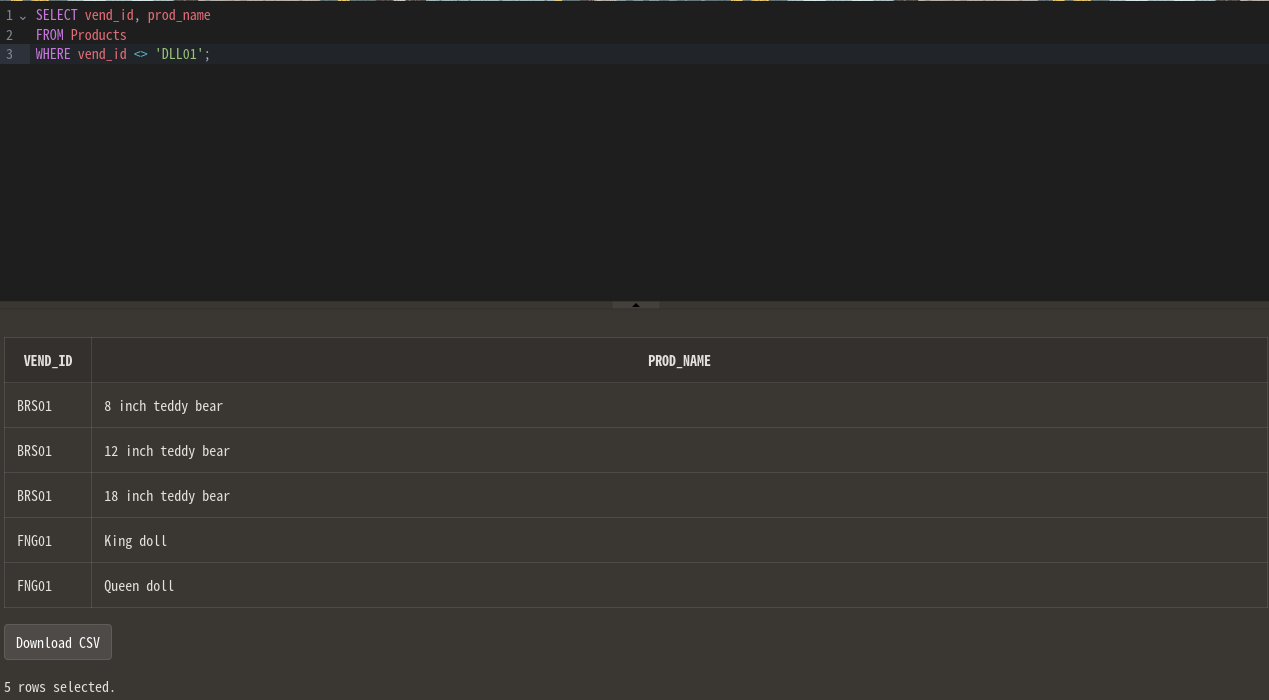 1 SELECT vend_id, prod_name
2 FROM Products
3 WHERE vend_id <> 'DLL01';
VEND_ID PROD_NAME
BRS01 8 inch teddy bear
BRS01 12 inch teddy bear
BRS01 18 inch teddy bear
FNG01 King doll
FNG01 Queen doll
Download CSV
5 rows selected.